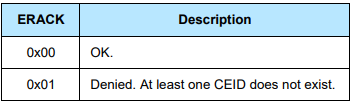 ERACK Description
0x00 OK.
0x01 Denied. At least one CEID does not exist.